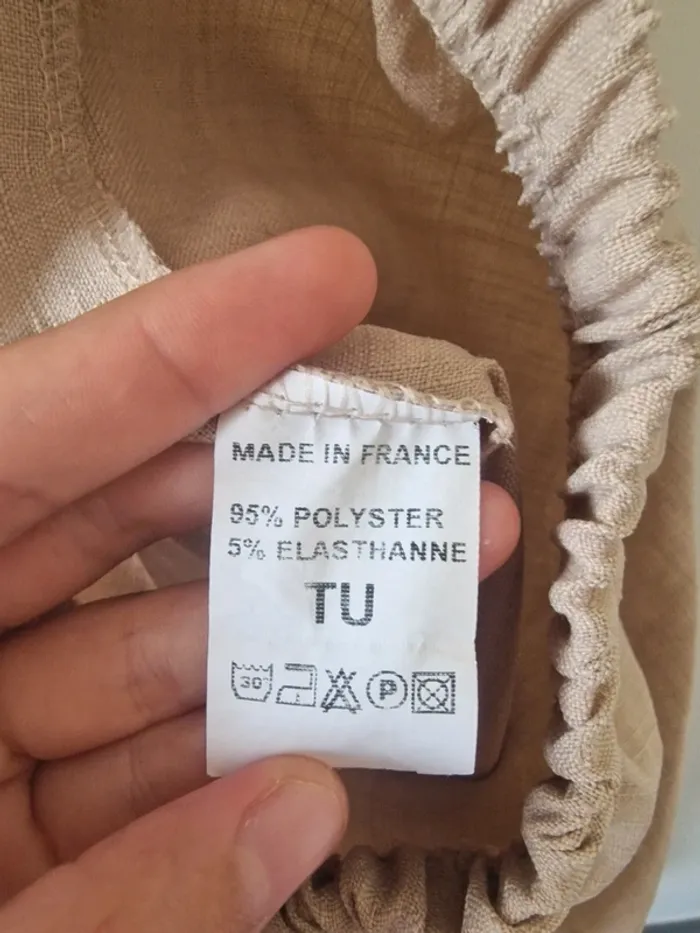 MADE IN FRANCE
95% POLYSTER
5% ELASTHANNE
TU
30
P